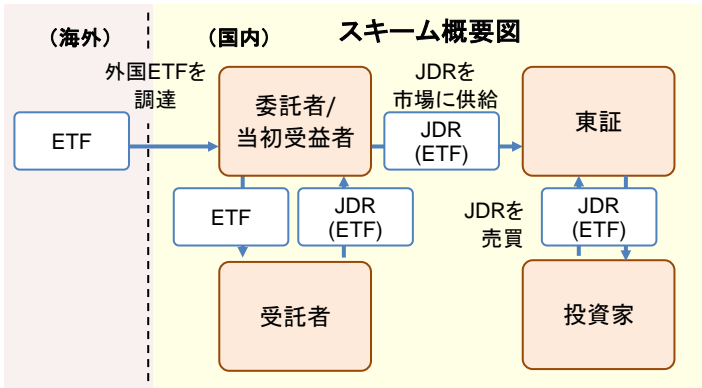 スキーム概要図
（海外）
（国内）
外国ETFを
調達
JDRを
市場に供給
ETF
委託者/
当初受益者
JDR
(ETF)
東証
ETF
JDR
(ETF)
JDRを
売買
JDR
(ETF)
受託者
投資家